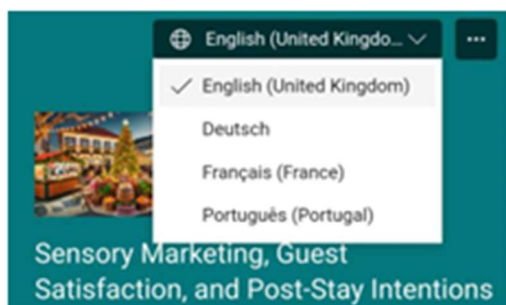 English (United Kingdo...
English (United Kingdom)
Deutsch
Français (France)
Português (Portugal)
Sensory Marketing, Guest
Satisfaction, and Post-Stay Intentions